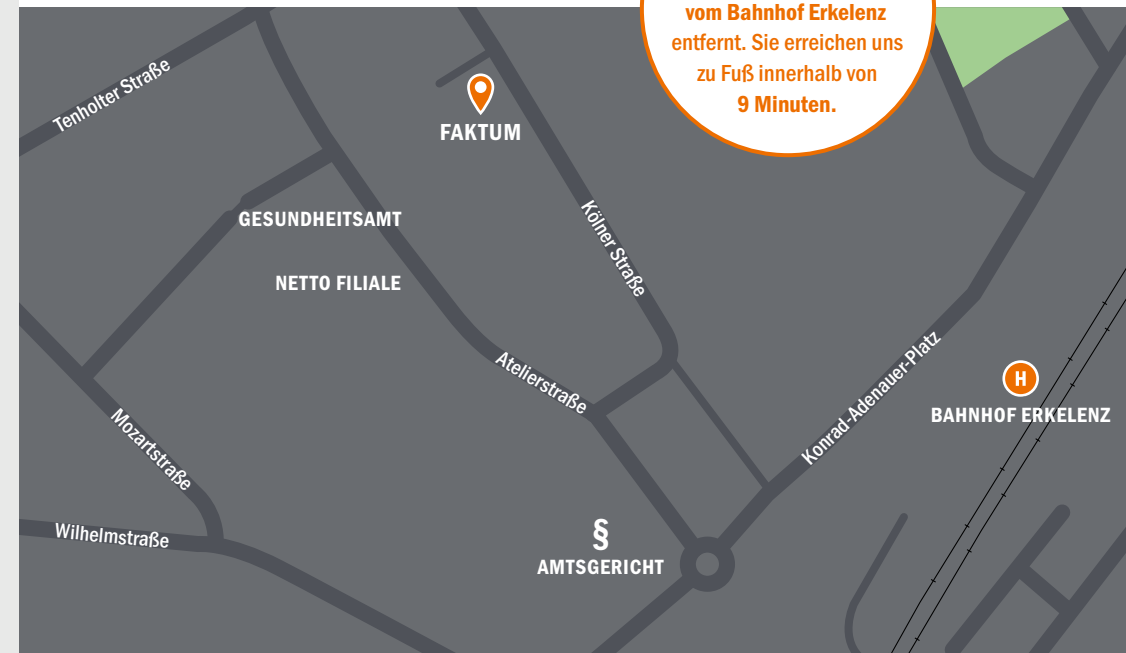 vom Bahnhof Erkelenz
entfernt. Sie erreichen uns
zu Fuß innerhalb von
9 Minuten.
Tenholter Straße
FAKTUM
GESUNDHEITSAMT
Kölner Straße
NETTO FILIALE
Atelierstraße
Konrad-Adenauer-Platz
H
BAHNHOF ERKELENZ
Mozartstraße
Wilhelmstraße
§
AMTSGERICHT